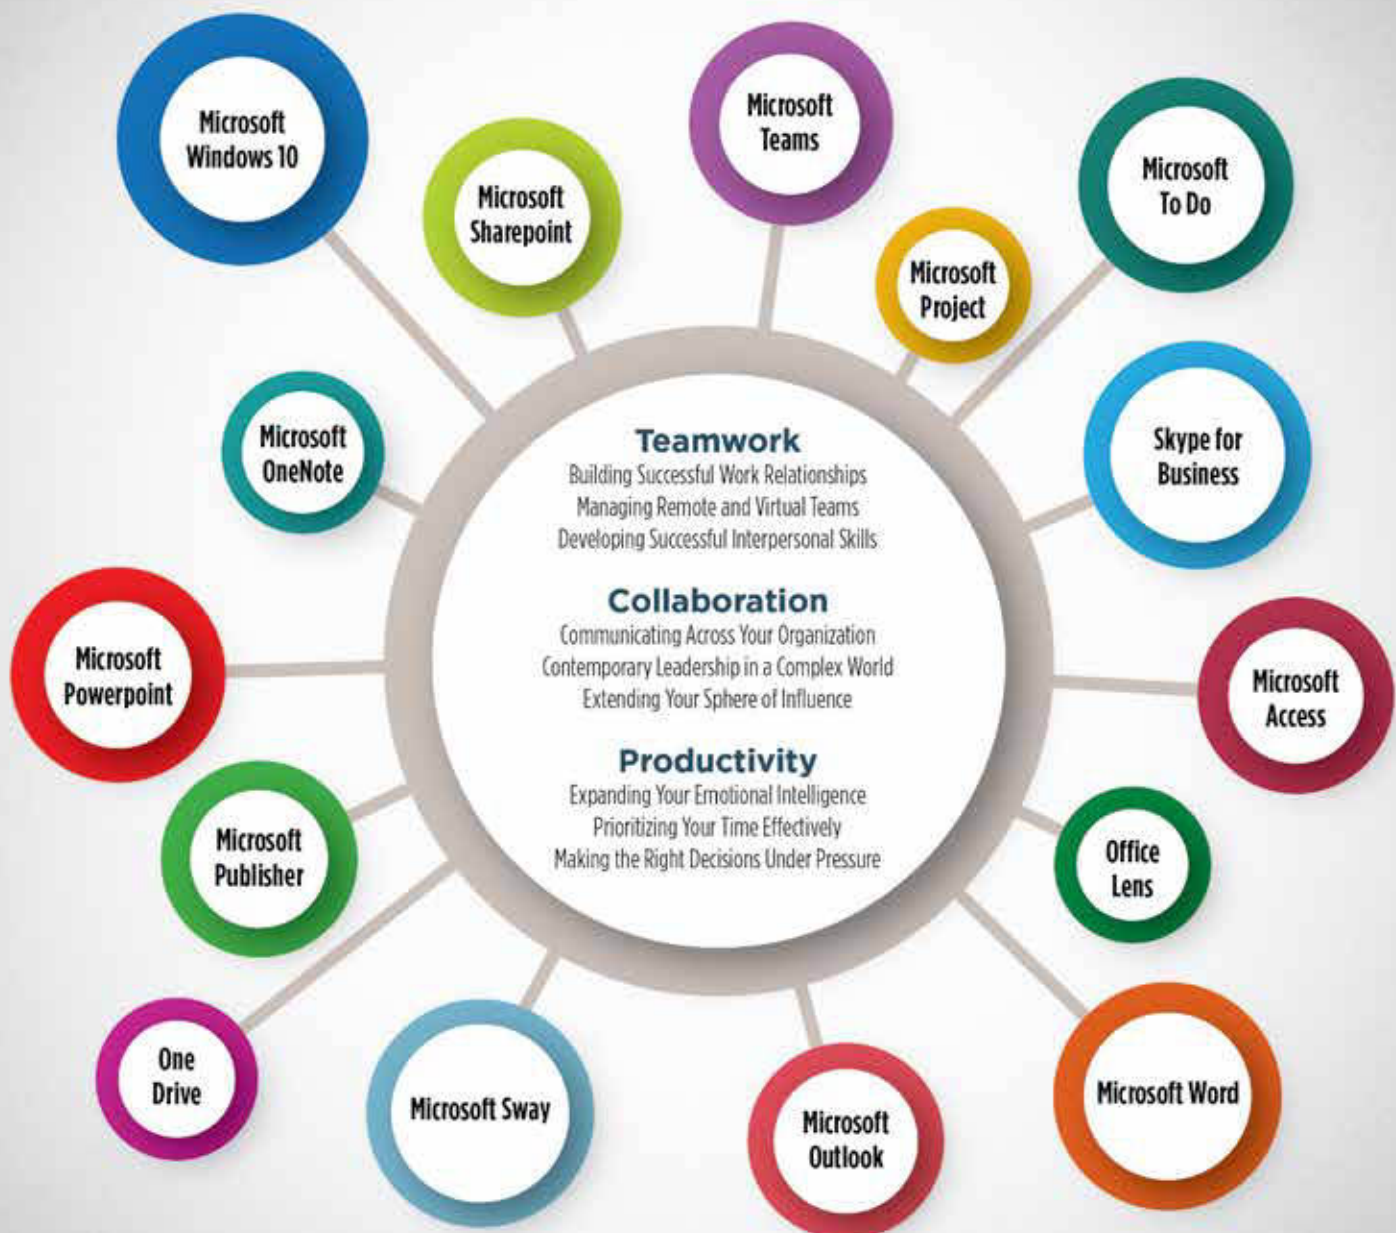 Microsoft
Windows 10
Microsoft
Sharepoint
Microsoft
Teams
Microsoft
To Do
Microsoft
Project
Microsoft
OneNote
Skype for
Business
Teamwork
Building Successful Work Relationships
Managing Remote and Virtual Teams
Developing Successful Interpersonal Skills
Collaboration
Communicating Across Your Organization
Contemporary Leadership in a Complex World
Extending Your Sphere of Influence
Productivity
Expanding Your Emotional Intelligence
Prioritizing Your Time Effectively
Making the Right Decisions Under Pressure
Microsoft
Powerpoint
Microsoft
Access
Microsoft
Publisher
Office
Lens
One
Drive
Microsoft Sway
Microsoft
Outlook
Microsoft Word